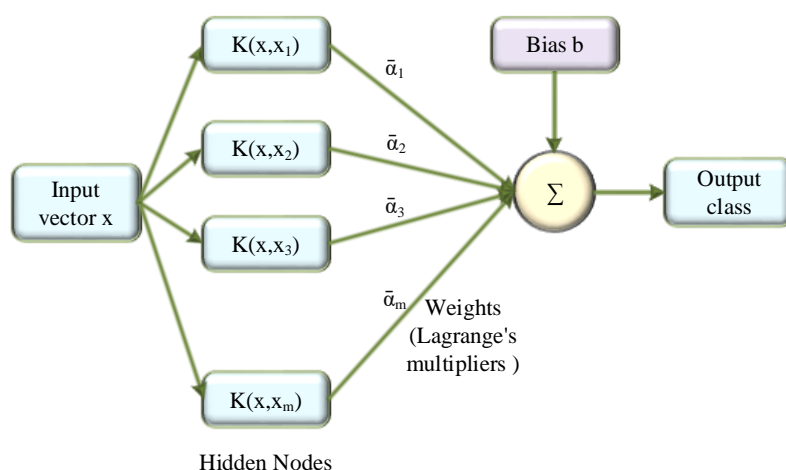 K(x,x₁)
Bias b
ᾱ₁
K(x,x₂)
ᾱ₂
Input
vector x
∑
Output
class
K(x,x₃)
ᾱ₃
ᾱₘ
Weights
(Lagrange's
multipliers )
K(x,xₘ)
Hidden Nodes